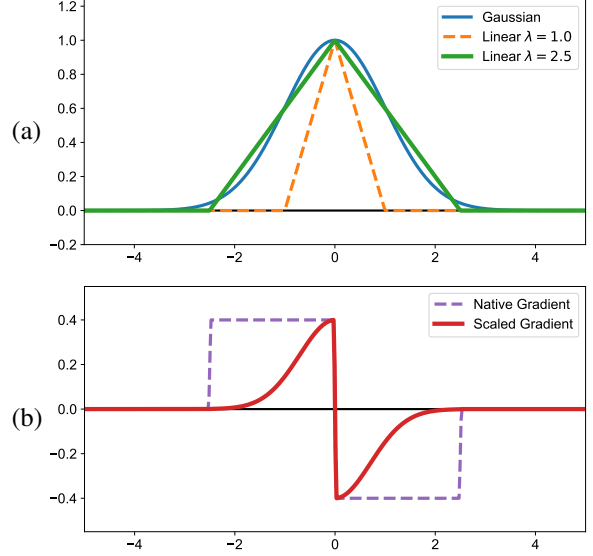 1.2
1.0
0.8
0.6
0.4
0.2
0.0
−0.2
Gaussian
Linear λ = 1.0
Linear λ = 2.5
(a)
−4 −2 0 2 4
0.4
0.2
0.0
−0.2
−0.4
Native Gradient
Scaled Gradient
(b)
−4 −2 0 2 4